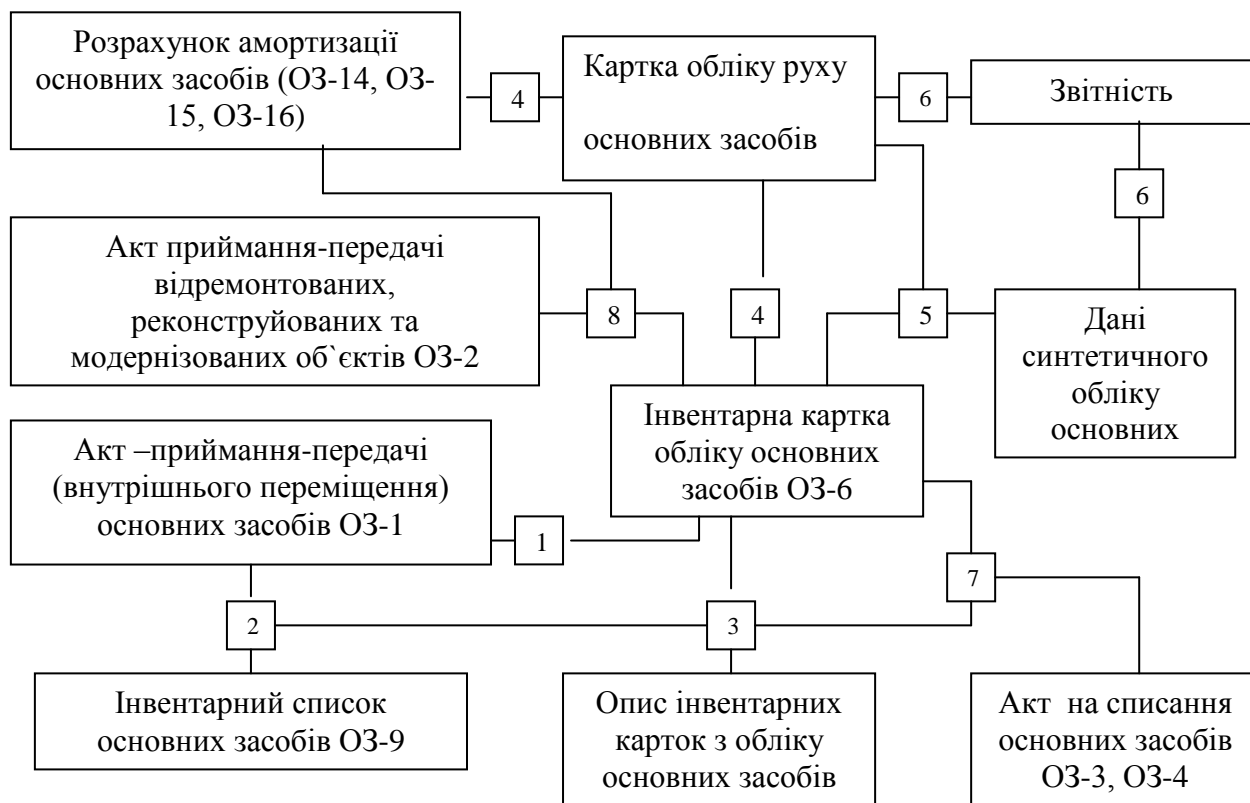 Розрахунок амортизації
основних засобів (ОЗ-14, ОЗ-
15, ОЗ-16)
4
Картка обліку руху
основних засобів
6
Звітність
6
Акт приймання-передачі
відремонтованих,
реконструйованих та
модернізованих об`єктів ОЗ-2
8
4
5
Дані
синтетичного
обліку
основних
Акт –приймання-передачі
(внутрішнього переміщення)
основних засобів ОЗ-1
1
Інвентарна картка
обліку основних
засобів ОЗ-6
7
2
3
Інвентарний список
основних засобів ОЗ-9
Опис інвентарних
карток з обліку
основних засобів
Акт на списання
основних засобів
ОЗ-3, ОЗ-4